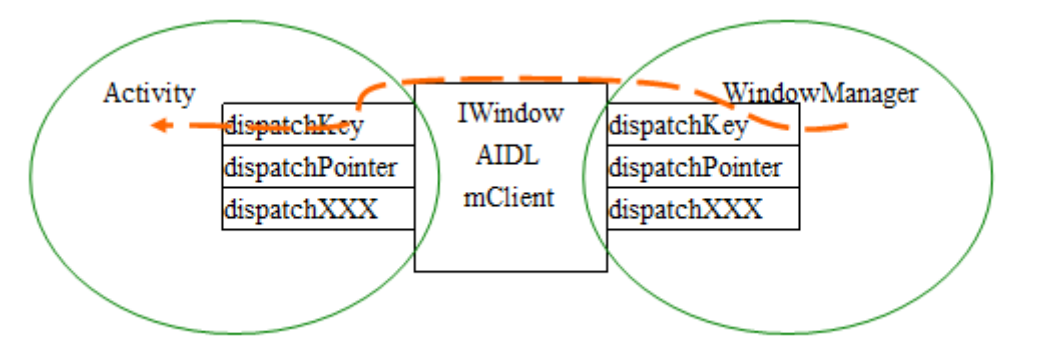 Activity
WindowManager
IWindow
AIDL
mClient
dispatchKey
dispatchPointer
dispatchXXX
dispatchKey
dispatchPointer
dispatchXXX